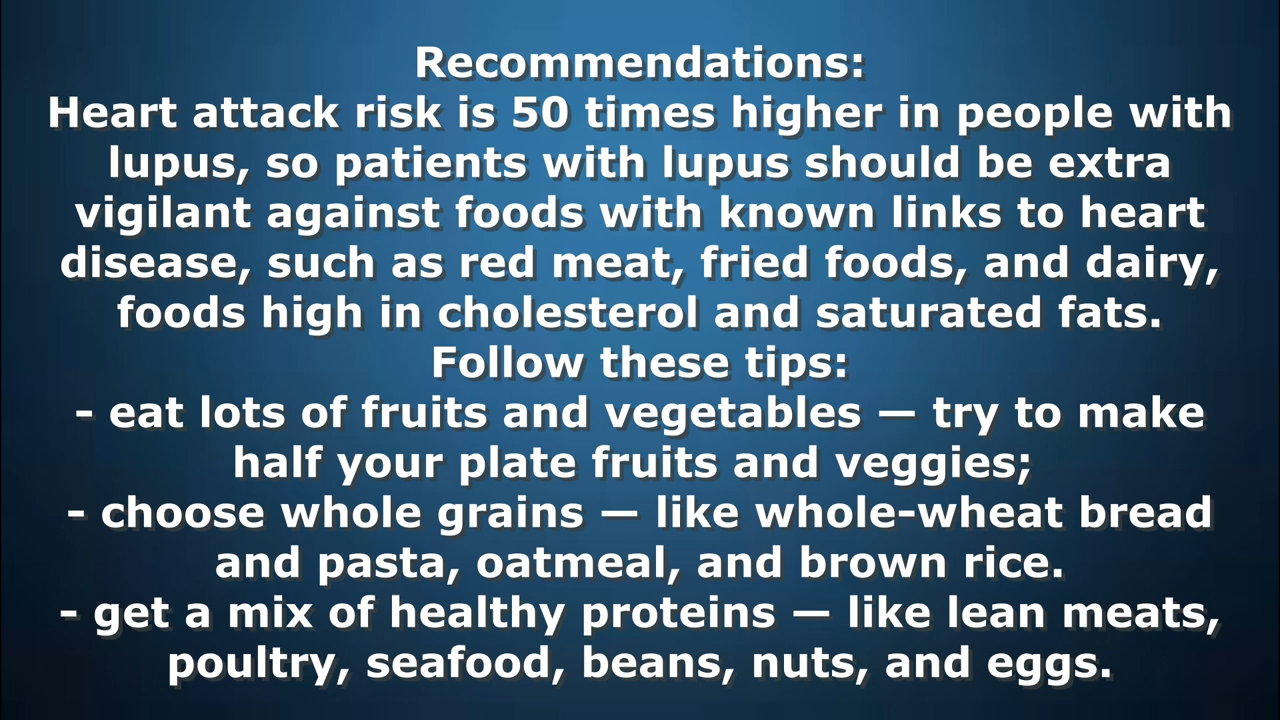 Recommendations:
Heart attack risk is 50 times higher in people with
lupus, so patients with lupus should be extra
vigilant against foods with known links to heart
disease, such as red meat, fried foods, and dairy,
foods high in cholesterol and saturated fats.
Follow these tips:
- eat lots of fruits and vegetables — try to make
half your plate fruits and veggies;
- choose whole grains — like whole-wheat bread
and pasta, oatmeal, and brown rice.
- get a mix of healthy proteins — like lean meats,
poultry, seafood, beans, nuts, and eggs.